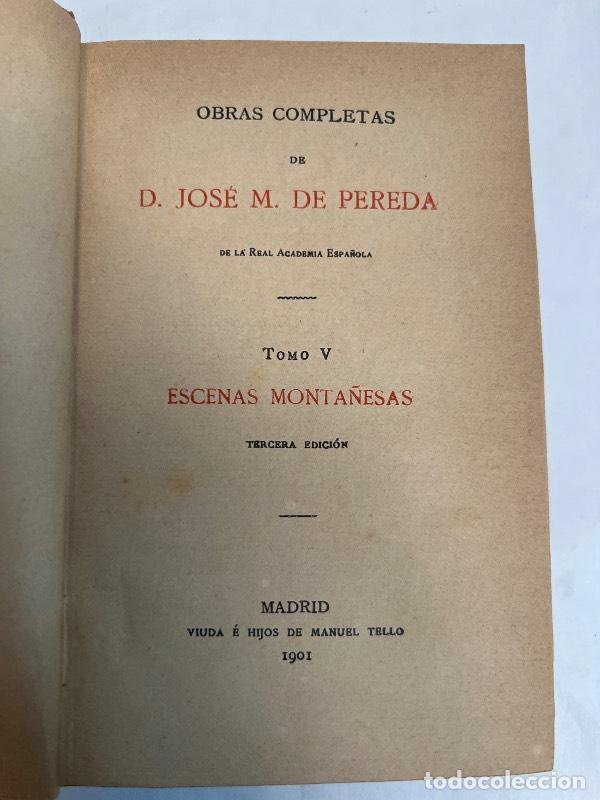 OBRAS COMPLETAS
DE
D. JOSÉ M. DE PEREDA
DE LA REAL ACADEMIA ESPAÑOLA
TOMO V
ESCENAS MONTAÑESAS
TERCERA EDICIÓN
MADRID
VIUDA É HIJOS DE MANUEL TELLO
1901
todocoleccion